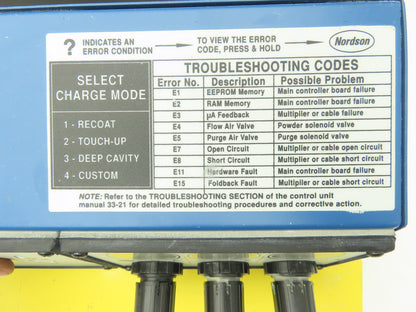 ? INDICATES AN ERROR CONDITION → TO VIEW THE ERROR CODE, PRESS & HOLD → Nordson
SELECT CHARGE MODE
1 - RECOAT
2 - TOUCH-UP
3 - DEEP CAVITY
4 - CUSTOM
TROUBLESHOOTING CODES
Error No. Description Possible Problem
E1 EEPROM Memory Main controller board failure
E2 RAM Memory Main controller board failure
E3 µA Feedback Multiplier or cable failure
E4 Flow Air Valve Powder solenoid valve
E5 Purge Air Valve Purge solenoid valve
E7 Open Circuit Multiplier or cable open circuit
E8 Short Circuit Multiplier or cable short circuit
E11 Hardware Fault Main controller board failure
E15 Foldback Fault Multiplier or cable short circuit
NOTE: Refer to the TROUBLESHOOTING SECTION of the control unit
manual 33-21 for detailed troubleshooting procedures and corrective action.